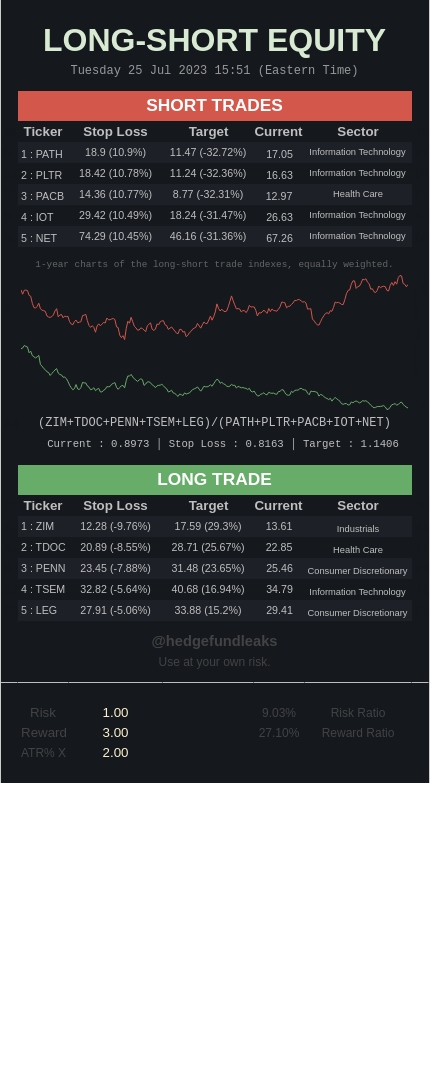 LONG-SHORT EQUITY
Tuesday 25 Jul 2023 15:51 (Eastern Time)
SHORT TRADES
Ticker Stop Loss Target Current Sector
1 : PATH 18.9 (10.9%) 11.47 (-32.72%) 17.05 Information Technology
2 : PLTR 18.42 (10.78%) 11.24 (-32.36%) 16.63 Information Technology
3 : PACB 14.36 (10.77%) 8.77 (-32.31%) 12.97 Health Care
4 : IOT 29.42 (10.49%) 18.24 (-31.47%) 26.63 Information Technology
5 : NET 74.29 (10.45%) 46.16 (-31.36%) 67.26 Information Technology
1-year charts of the long-short trade indexes, equally weighted.
(ZIM+TDOC+PENN+TSEM+LEG)/(PATH+PLTR+PACB+IOT+NET)
Current : 0.8973 | Stop Loss : 0.8163 | Target : 1.1406
LONG TRADE
Ticker Stop Loss Target Current Sector
1 : ZIM 12.28 (-9.76%) 17.59 (29.3%) 13.61 Industrials
2 : TDOC 20.89 (-8.55%) 28.71 (25.67%) 22.85 Health Care
3 : PENN 23.45 (-7.88%) 31.48 (23.65%) 25.46 Consumer Discretionary
4 : TSEM 32.82 (-5.64%) 40.68 (16.94%) 34.79 Information Technology
5 : LEG 27.91 (-5.06%) 33.88 (15.2%) 29.41 Consumer Discretionary
@hedgefundleaks
Use at your own risk.
Risk 1.00 9.03% Risk Ratio
Reward 3.00 27.10% Reward Ratio
ATR% X 2.00